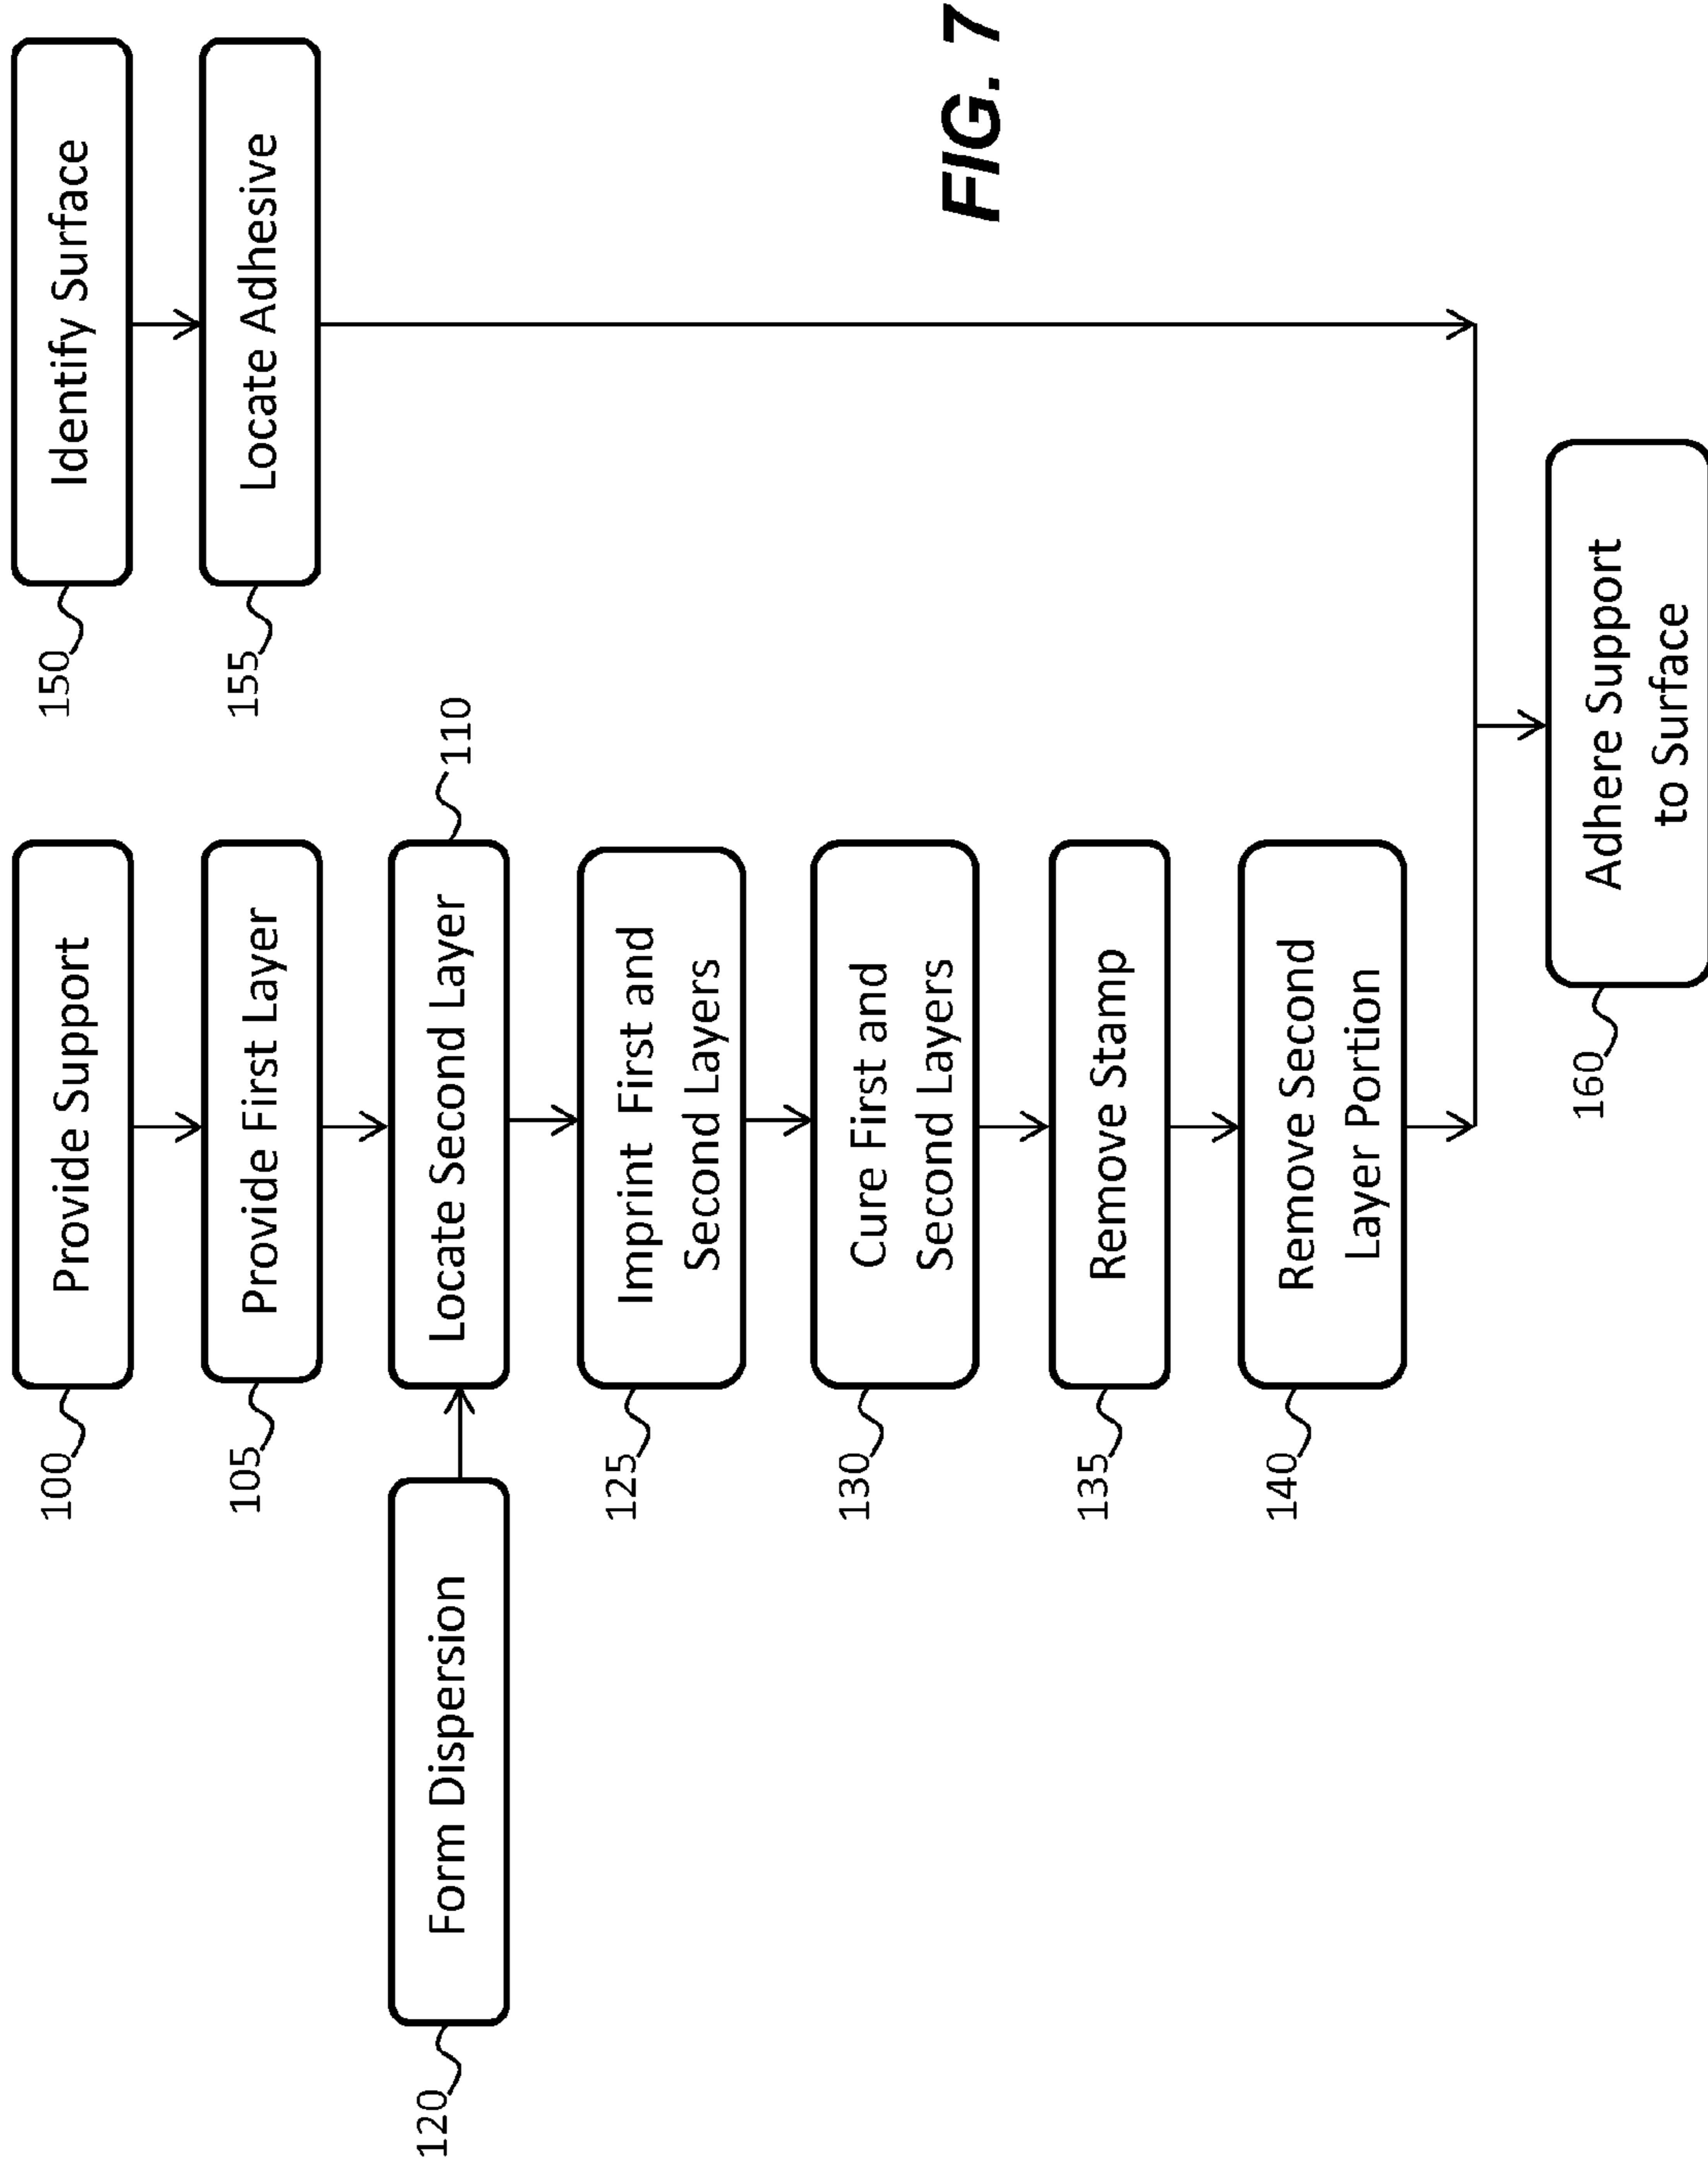 100
Provide Support
150
Identify Surface
105
Provide First Layer
155
Locate Adhesive
120
Form Dispersion
Locate Second Layer
110
125
Imprint First and
Second Layers
130
Cure First and
Second Layers
135
Remove Stamp
140
Remove Second
Layer Portion
160
Adhere Support
to Surface
FIG. 7